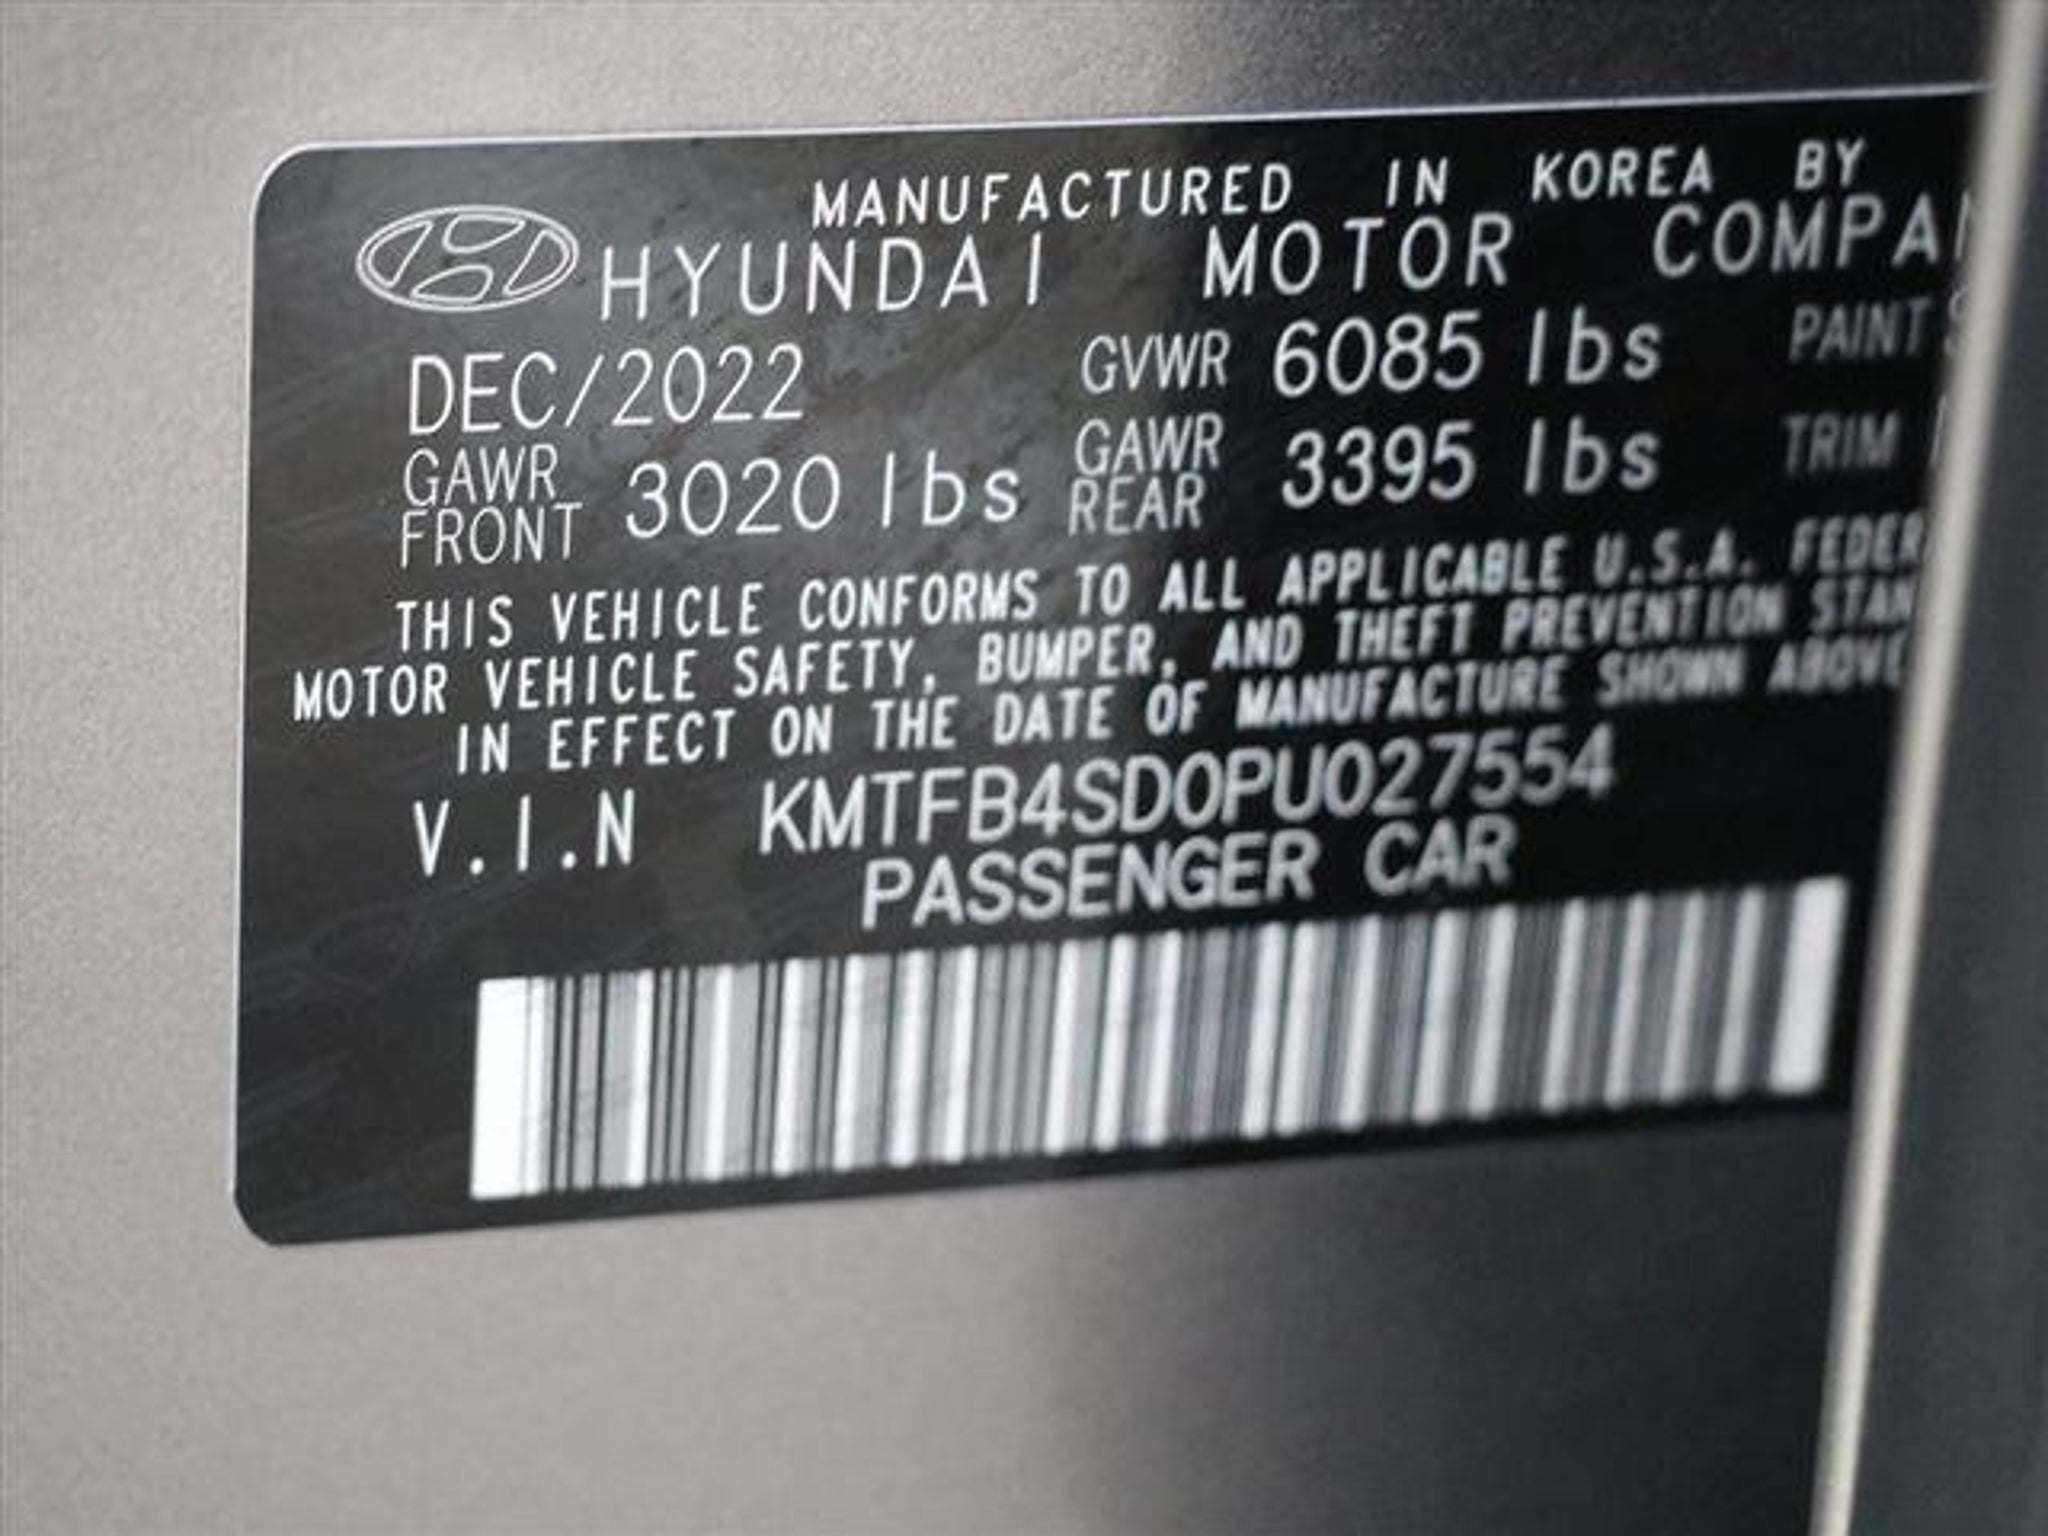 MANUFACTURED IN KOREA BY
HYUNDAI MOTOR
DEC/2022 GVWR 6085 lbs PAINT
GAWR FRONT 3020 lbs GAWR REAR 3395 lbs TRIM
THIS VEHICLE CONFORMS TO ALL APPLICABLE U.S.A.
MOTOR VEHICLE SAFETY, BUMPER, AND THEFT PREVENTION
IN EFFECT ON THE DATE OF MANUFACTURE SHOWN ABOVE
V.I.N KMTFB4SD0PU027554
PASSENGER CAR